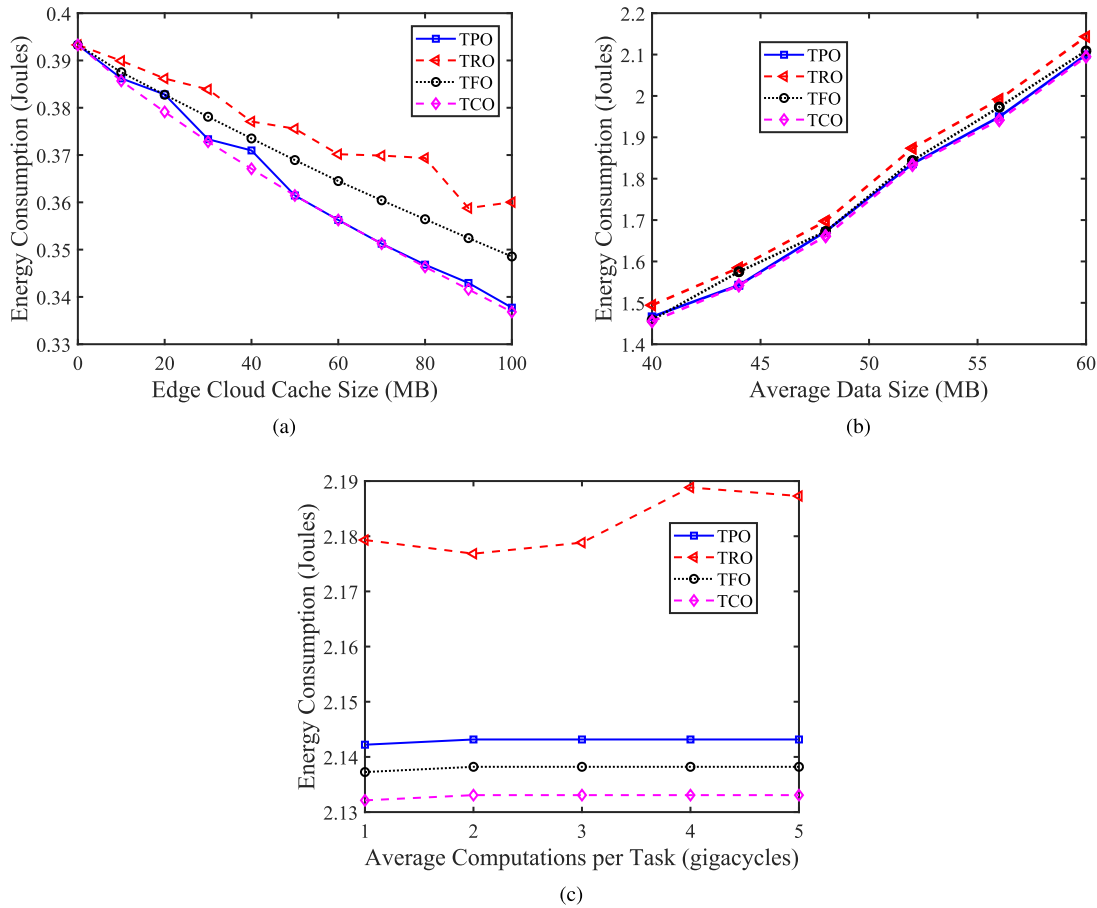 0.4
0.39
0.38
0.37
0.36
0.35
0.34
0.33
Energy Consumption (Joules)
TPO
TRO
TFO
TCO
0 20 40 60 80 100
Edge Cloud Cache Size (MB)
(a)
2.2
2.1
2
1.9
1.8
1.7
1.6
1.5
1.4
Energy Consumption (Joules)
TPO
TRO
TFO
TCO
40 45 50 55 60
Average Data Size (MB)
(b)
2.19
2.18
2.17
2.16
2.15
2.14
2.13
Energy Consumption (Joules)
TPO
TRO
TFO
TCO
1 2 3 4 5
Average Computations per Task (gigacycles)
(c)